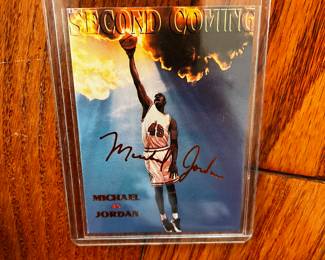 SECOND COMING
45
Michael Jordan
MICHAEL
JORDAN